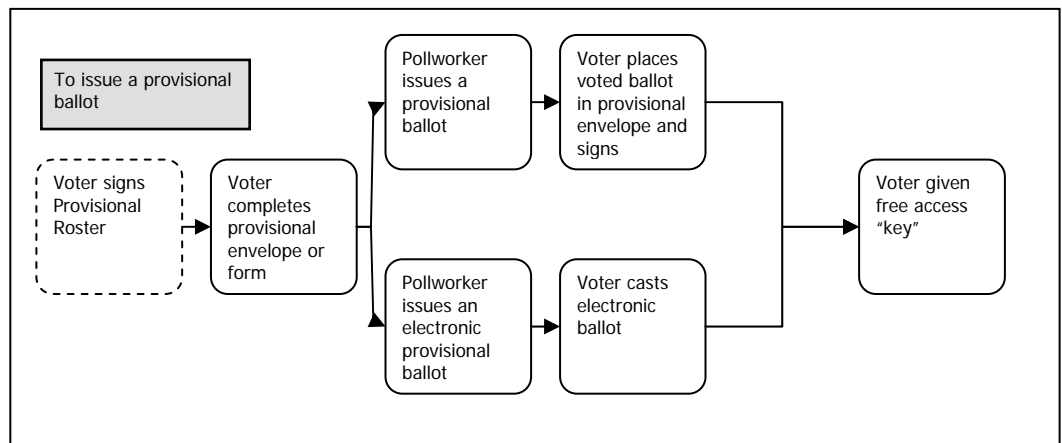 To issue a provisional
ballot
Voter signs
Provisional
Roster
Voter
completes
provisional
envelope or
form
Pollworker
issues a
provisional
ballot
Voter places
voted ballot
in provisional
envelope and
signs
Pollworker
issues an
electronic
provisional
ballot
Voter casts
electronic
ballot
Voter given
free access
“key”